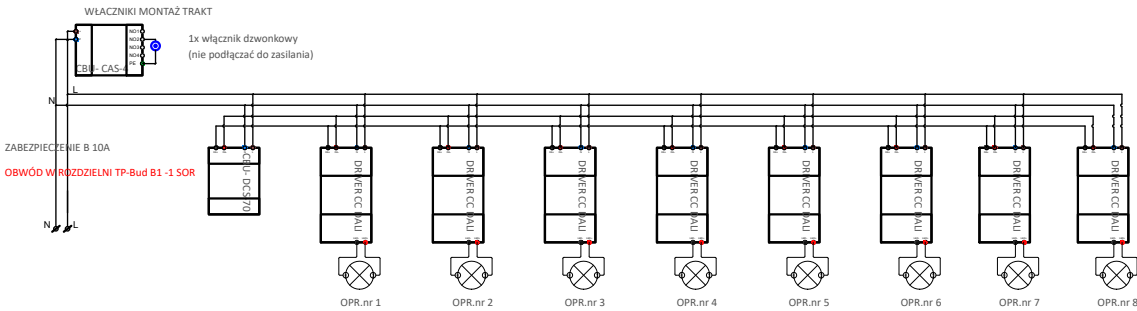 WŁACZNIKI MONTAŻ TRAKT
NO1
NO2
NO3
NO4
PE
CBU- CAS-4
1x włącznik dzwonkowy
(nie podłączać do zasilania)
L
N
ZABEZPIECZENIE B 10A
OBWÓD W ROZDZIELNI TP-Bud B1 -1 SOR
N
L
CBU- DCS 70
DRIVER CC DALI
DRIVER CC DALI
DRIVER CC DALI
DRIVER CC DALI
DRIVER CC DALI
DRIVER CC DALI
DRIVER CC DALI
DRIVER CC DALI
OPR.nr 1
OPR.nr 2
OPR.nr 3
OPR.nr 4
OPR.nr 5
OPR.nr 6
OPR.nr 7
OPR.nr 8